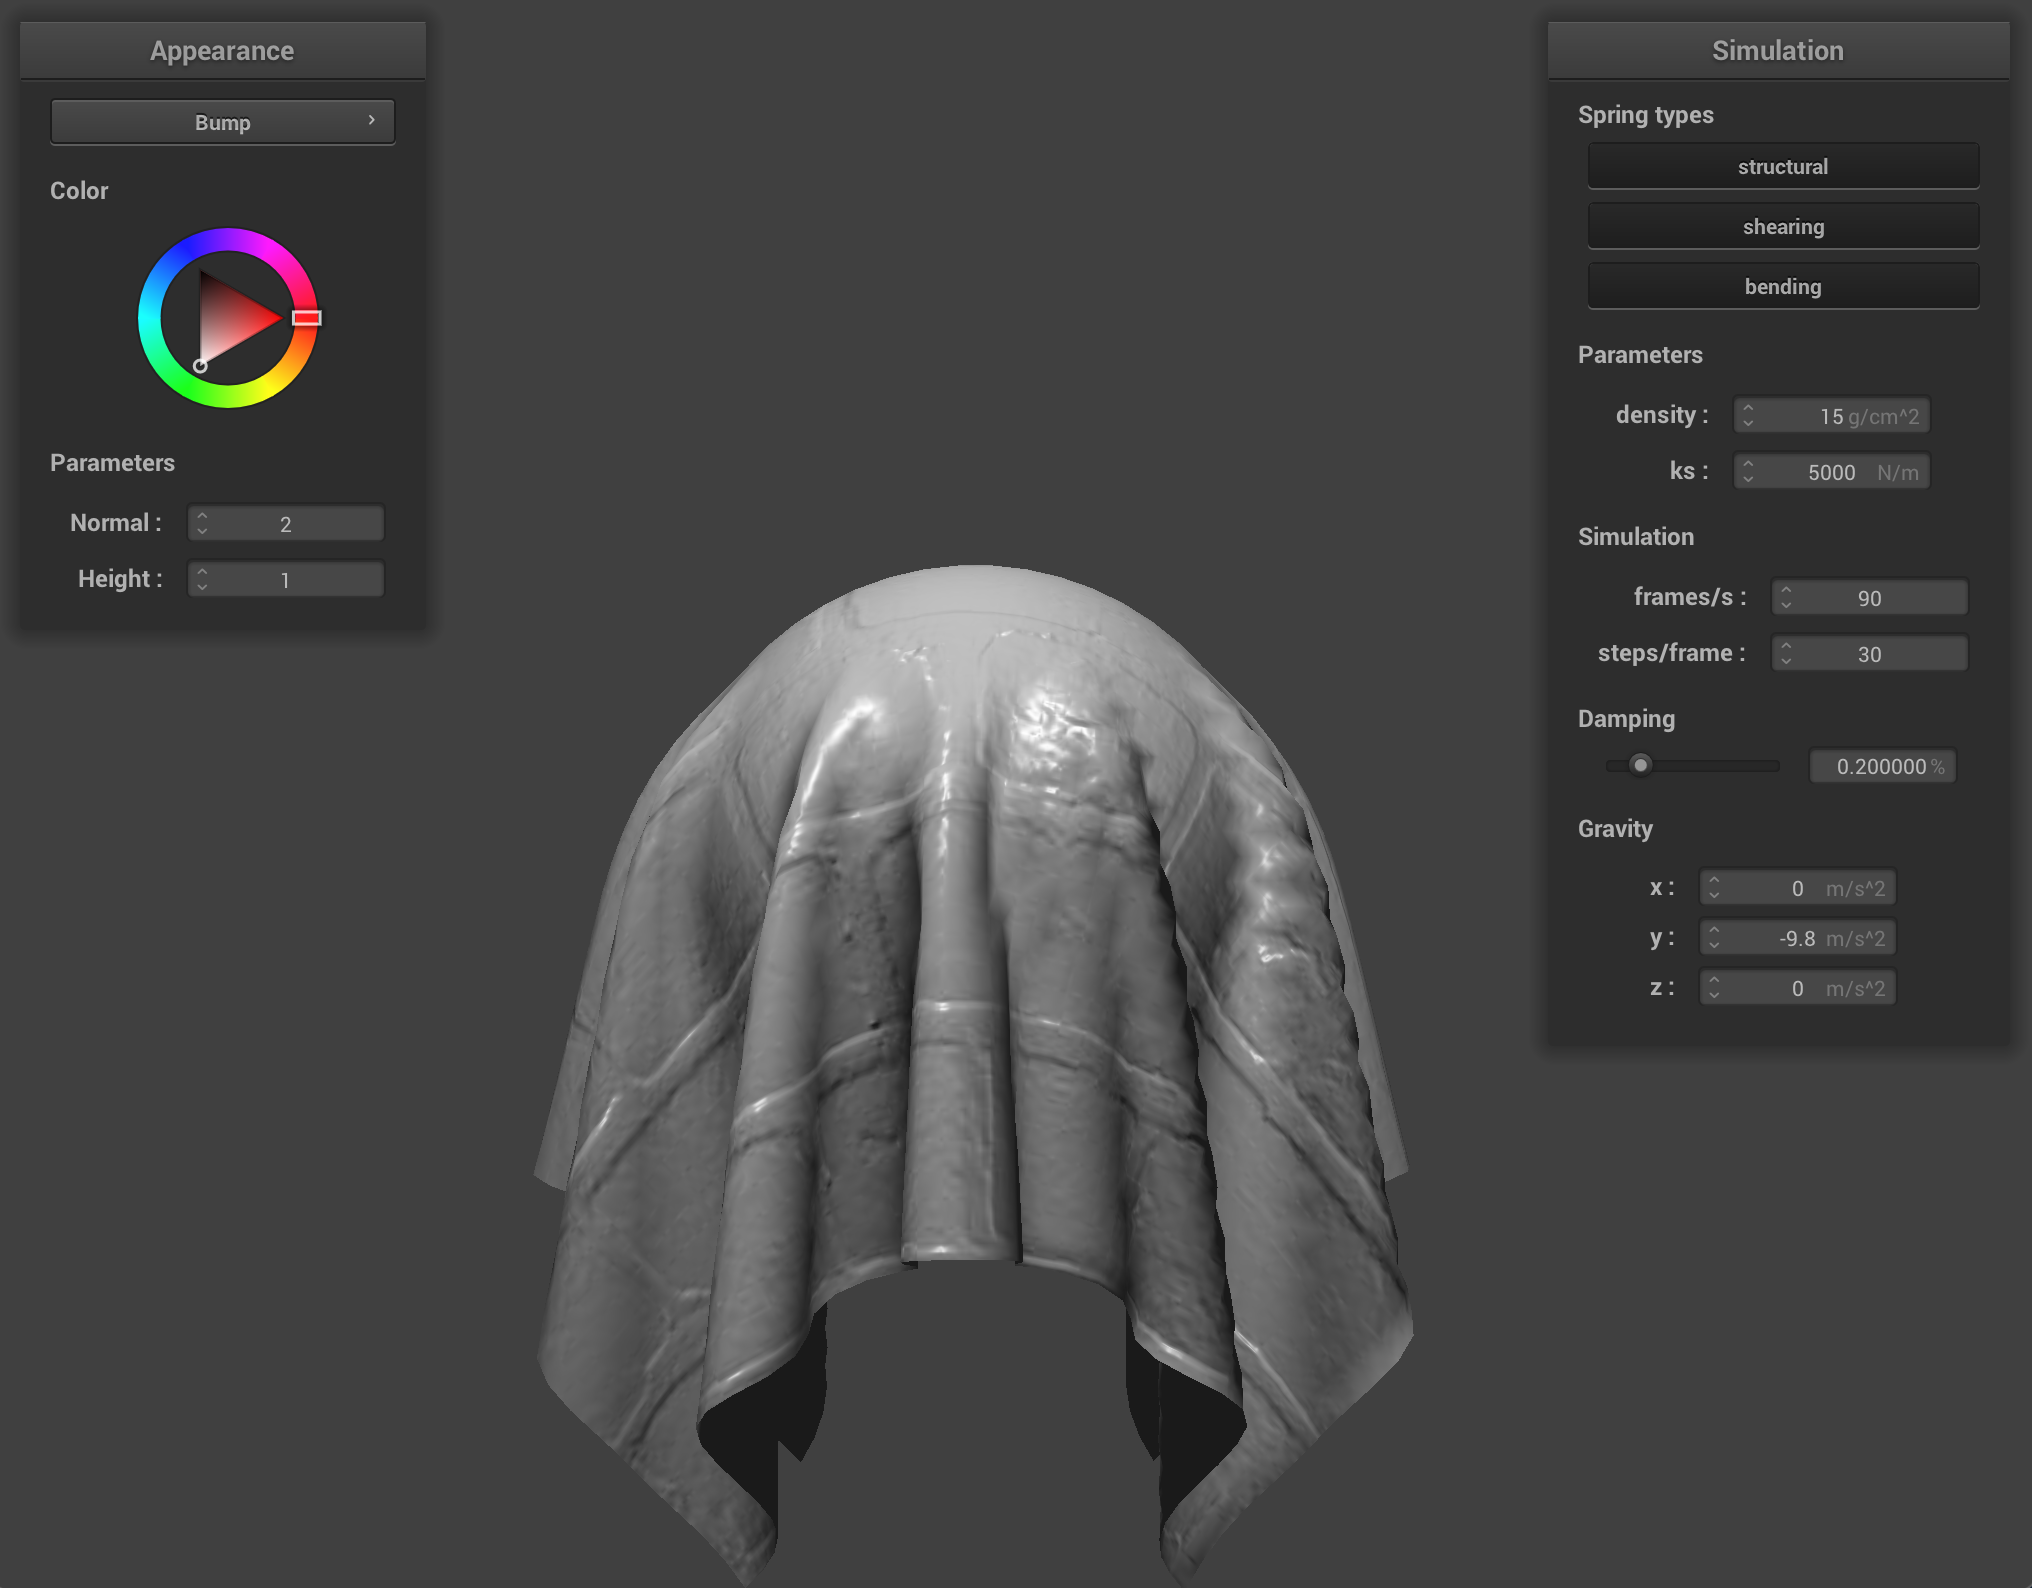 Appearance
Bump
Color
Parameters
Normal : 2
Height : 1
Simulation
Spring types
structural
shearing
bending
Parameters
density : 15 g/cm^2
ks : 5000 N/m
Simulation
frames/s : 90
steps/frame : 30
Damping
0.200000 %
Gravity
x : 0 m/s^2
y : -9.8 m/s^2
z : 0 m/s^2